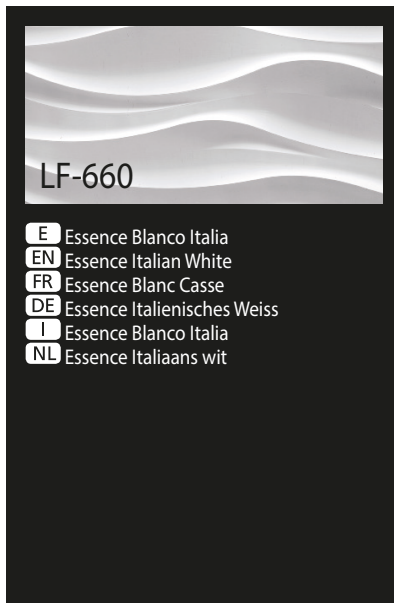 LF-660
E Essence Blanco Italia
EN Essence Italian White
FR Essence Blanc Casse
DE Essence Italienisches Weiss
I Essence Blanco Italia
NL Essence Italiaans wit